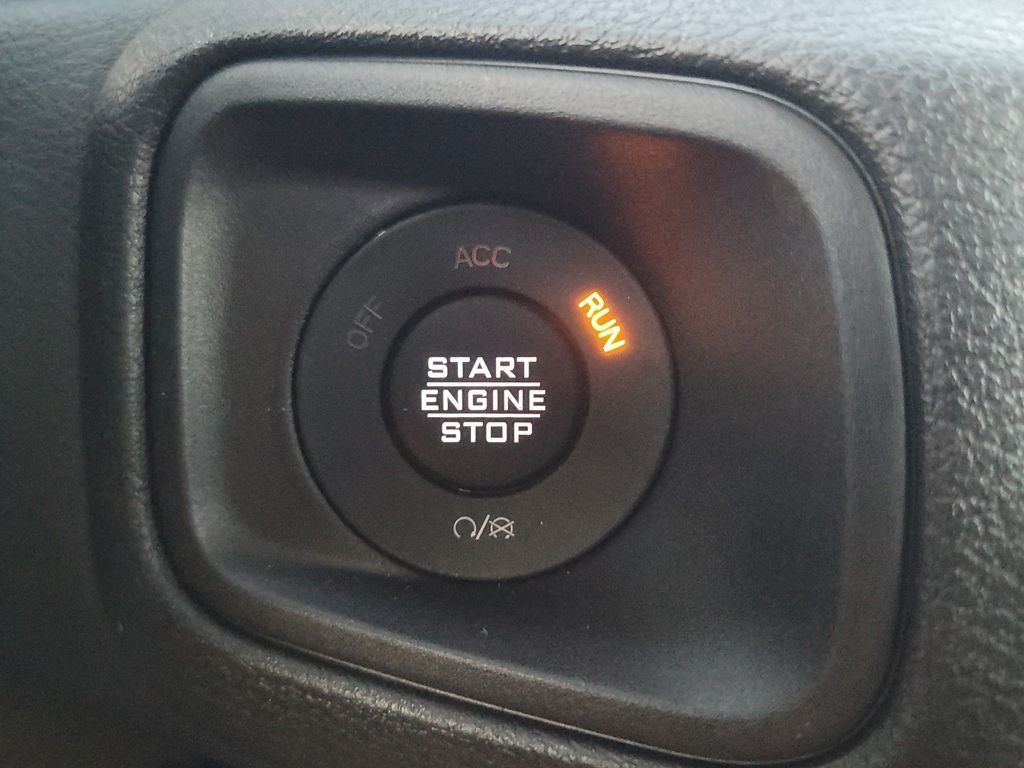 ACC
OFF
RUN
START
ENGINE
STOP